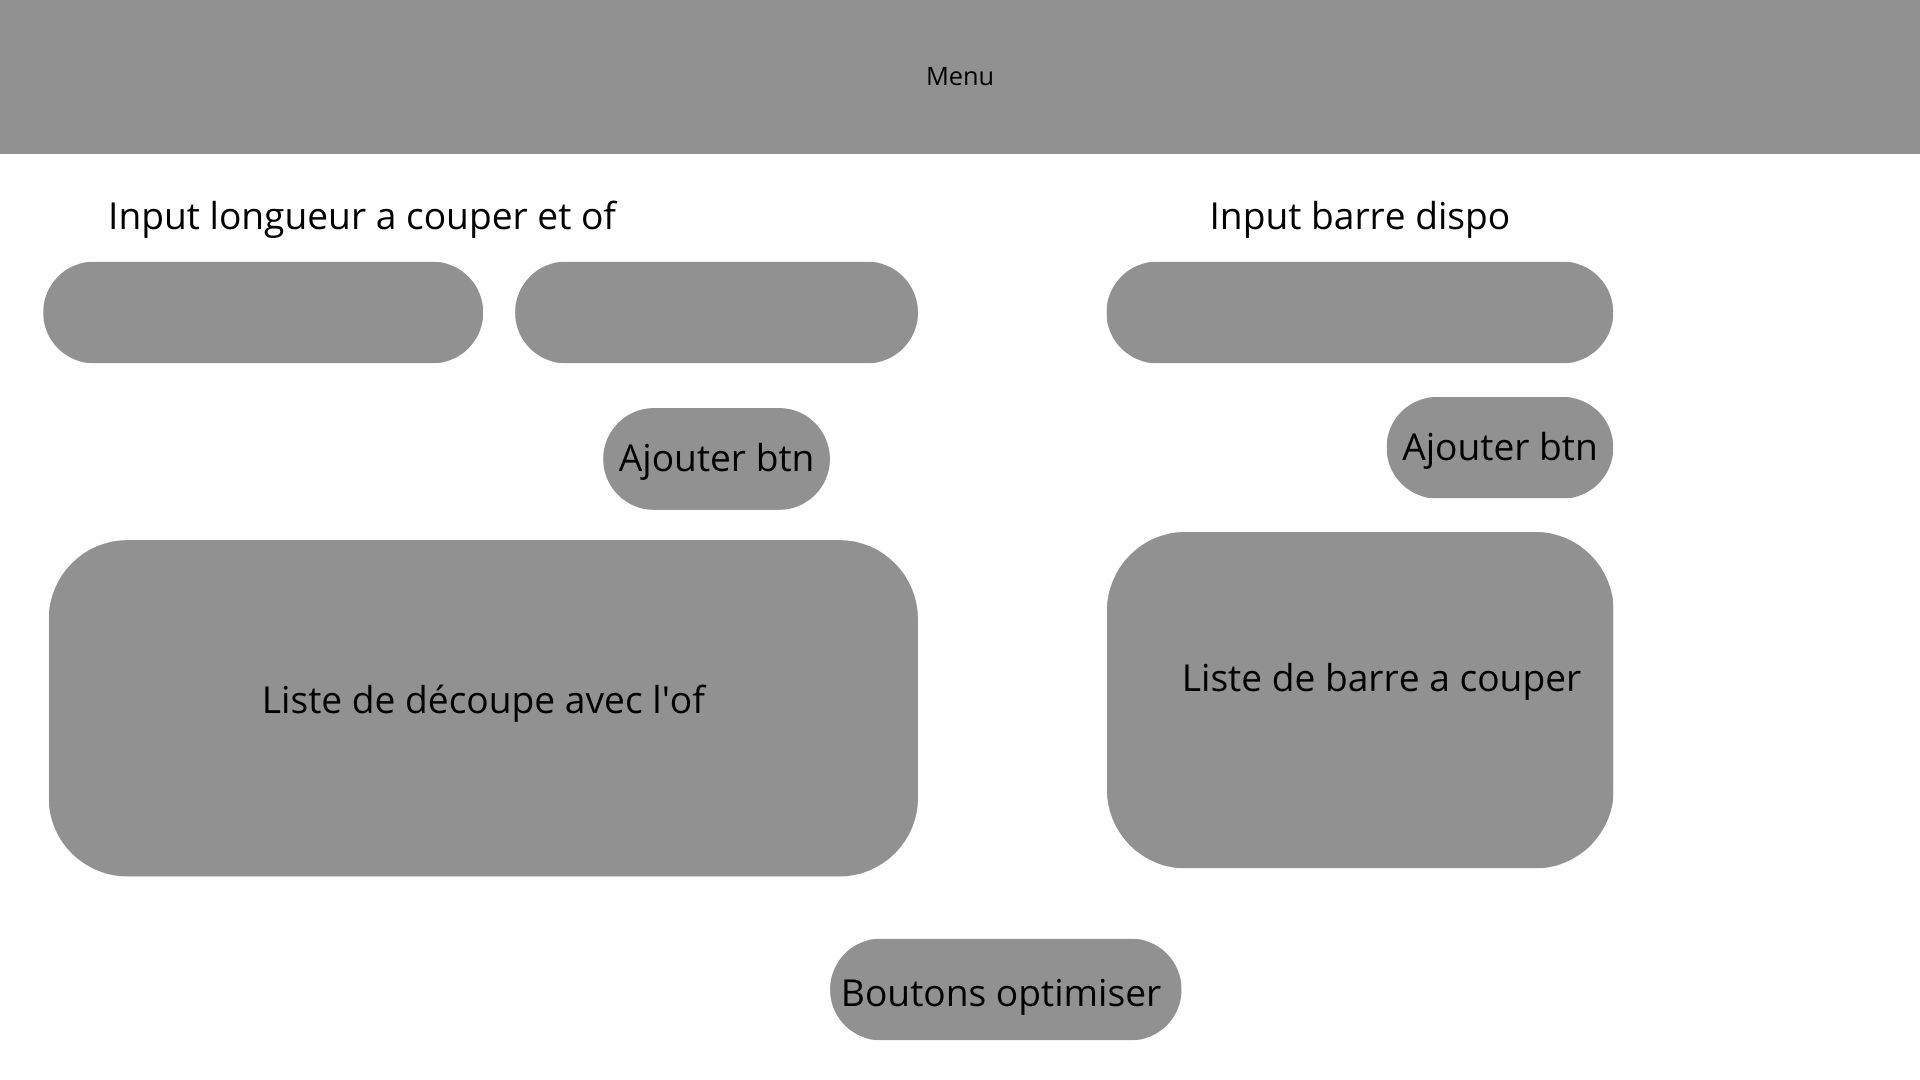 Menu
Input longueur a couper et of
Input barre dispo
Ajouter btn
Ajouter btn
Liste de découpe avec l'of
Liste de barre a couper
Boutons optimiser